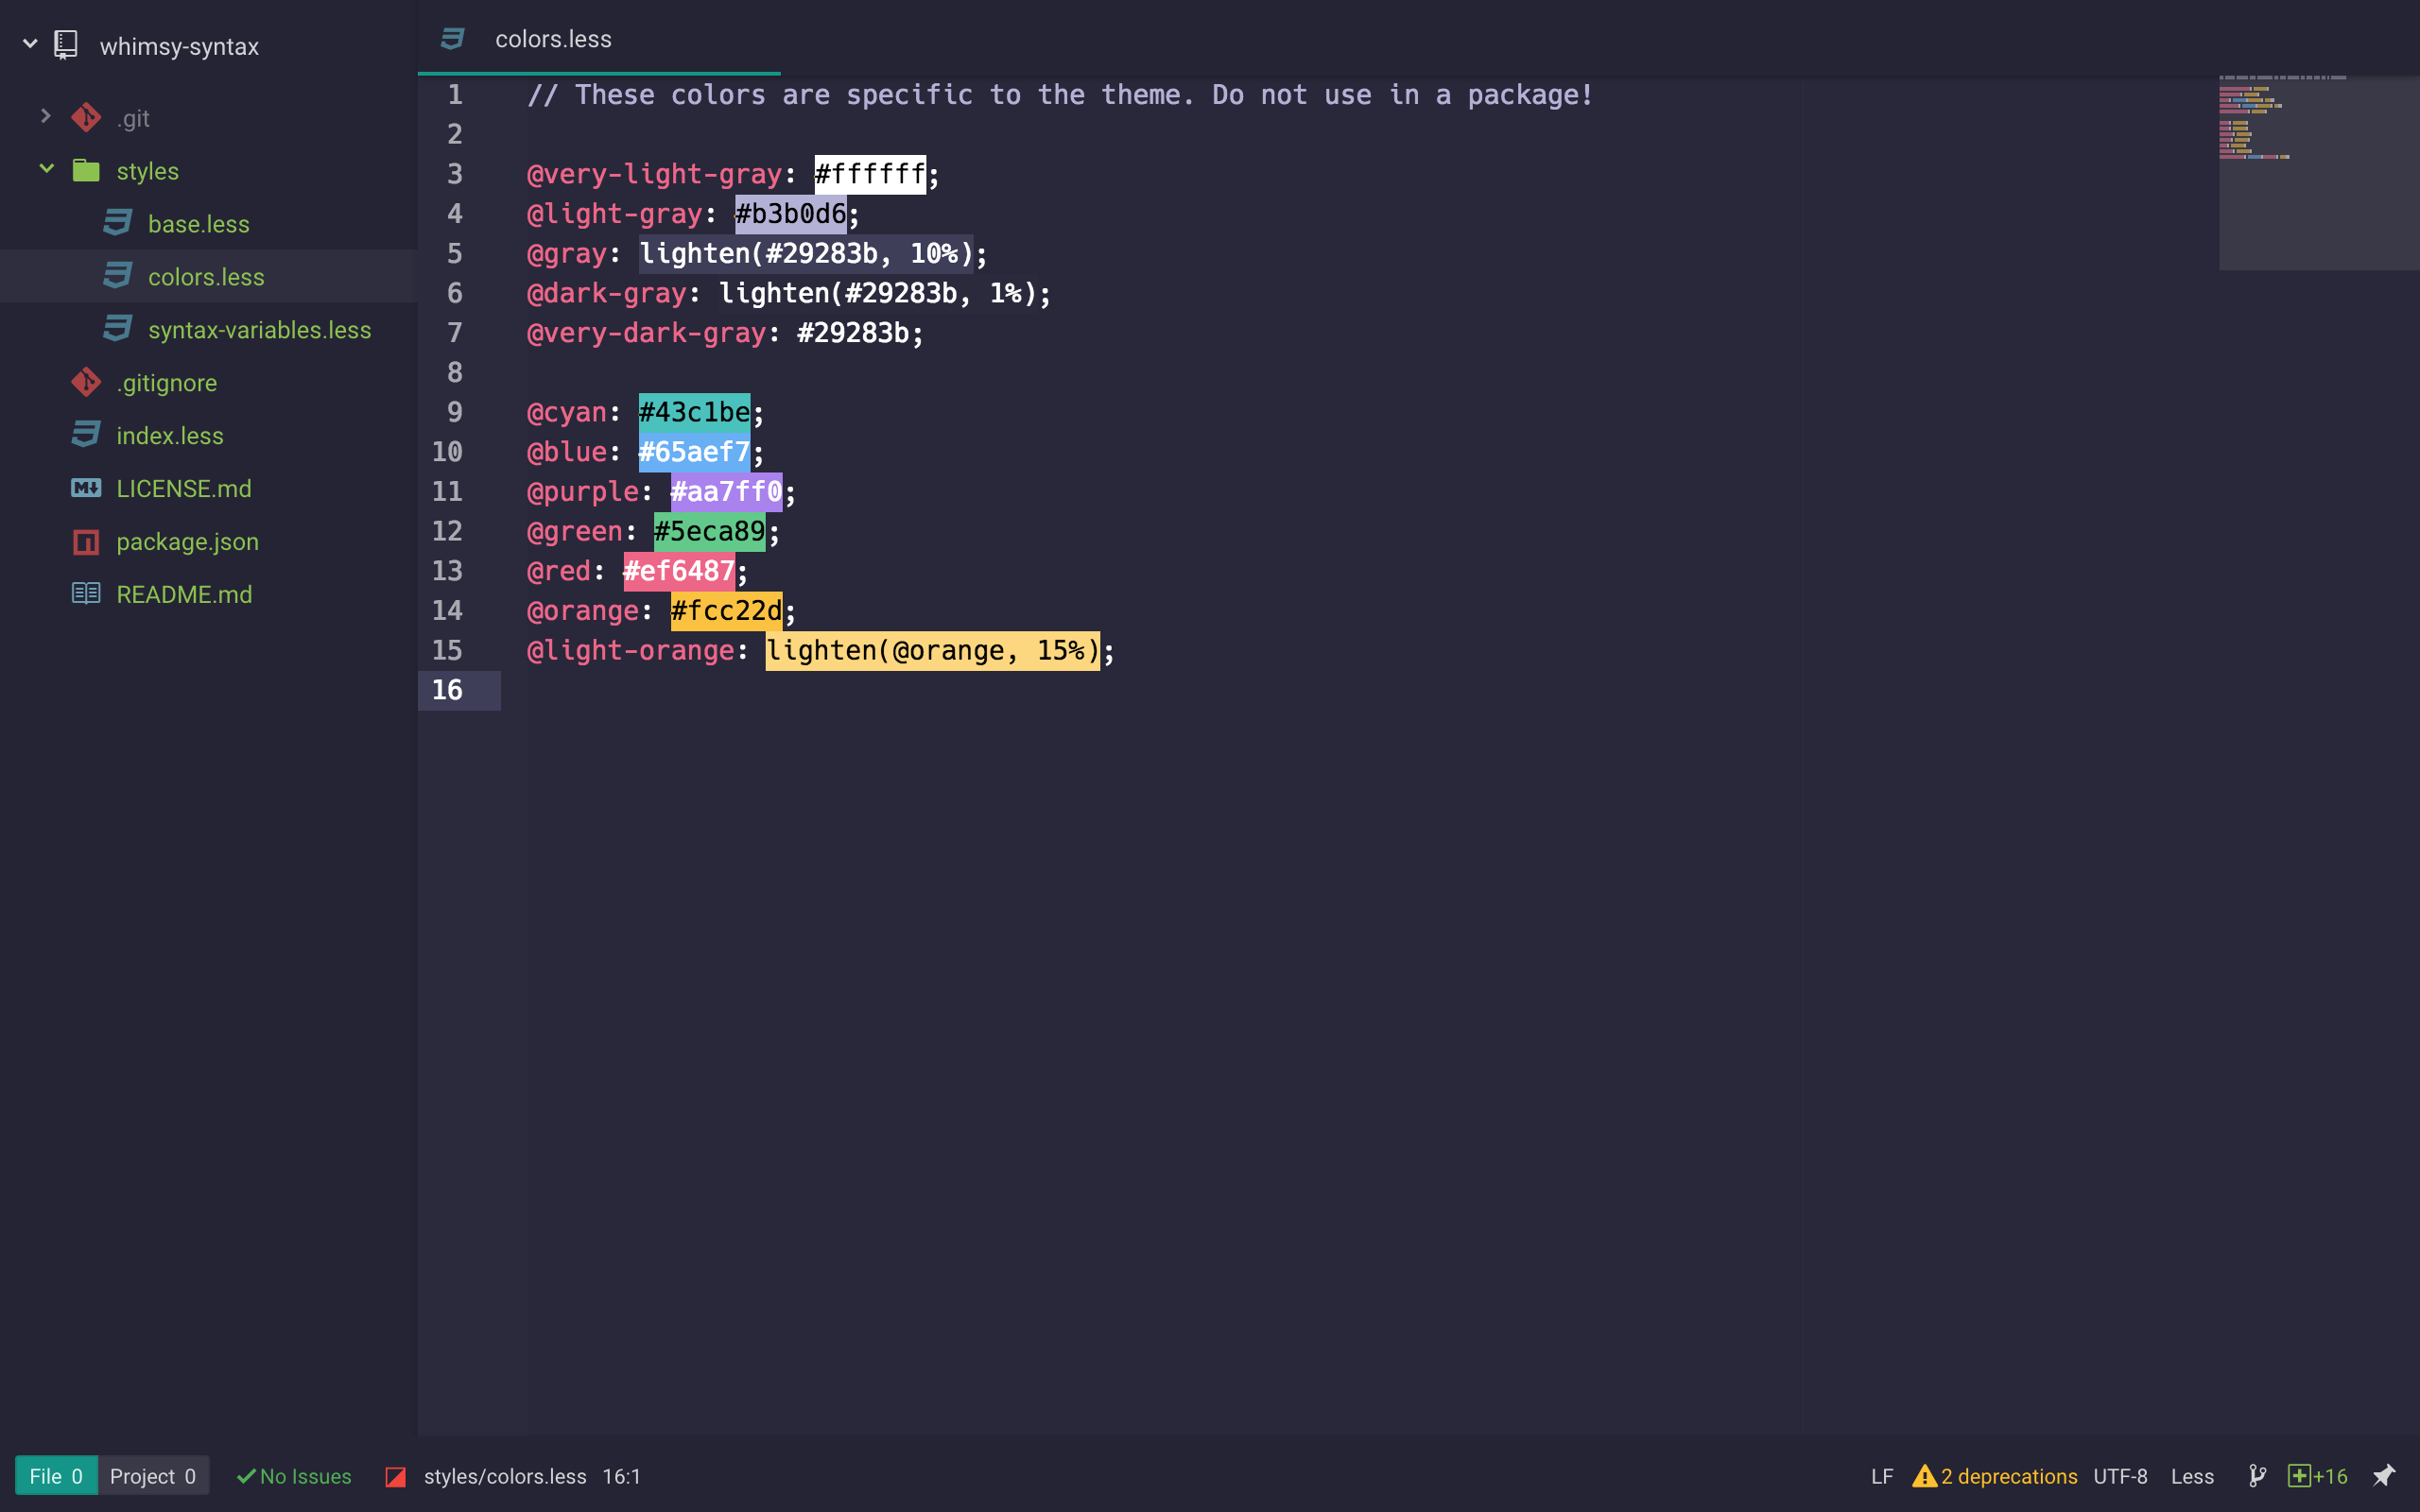 whimsy-syntax
.git
styles
base.less
colors.less
syntax-variables.less
.gitignore
index.less
LICENSE.md
package.json
README.md
colors.less
1 // These colors are specific to the theme. Do not use in a package!
2
3 @very-light-gray: #ffffff;
4 @light-gray: #b3b0d6;
5 @gray: lighten(#29283b, 10%);
6 @dark-gray: lighten(#29283b, 1%);
7 @very-dark-gray: #29283b;
8
9 @cyan: #43c1be;
10 @blue: #65aef7;
11 @purple: #aa7ff0;
12 @green: #5eca89;
13 @red: #ef6487;
14 @orange: #fcc22d;
15 @light-orange: lighten(@orange, 15%);
16
File 0 Project 0 No Issues styles/colors.less 16:1 LF 2 deprecations UTF-8 Less +16